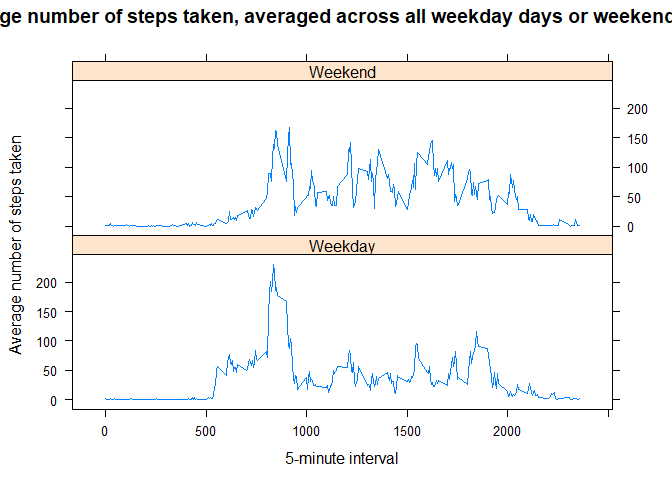 ge number of steps taken, averaged across all weekday days or weekend
Weekend
200
150
100
50
0
Average number of steps taken
Weekday
200
150
100
50
0
0 500 1000 1500 2000
5-minute interval